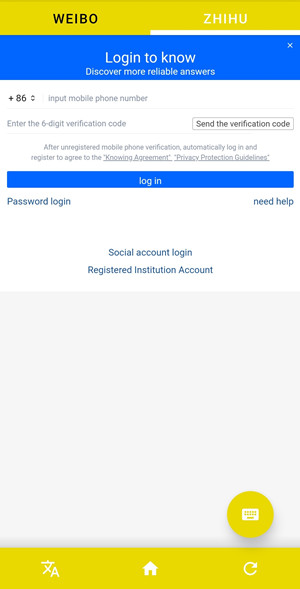 WEIBO
ZHIHU
×
Login to know
Discover more reliable answers
+ 86
input mobile phone number
Enter the 6-digit verification code
Send the verification code
After unregistered mobile phone verification, automatically log in and
register to agree to the "Knowing Agreement" "Privacy Protection Guidelines"
log in
Password login
need help
Social account login
Registered Institution Account